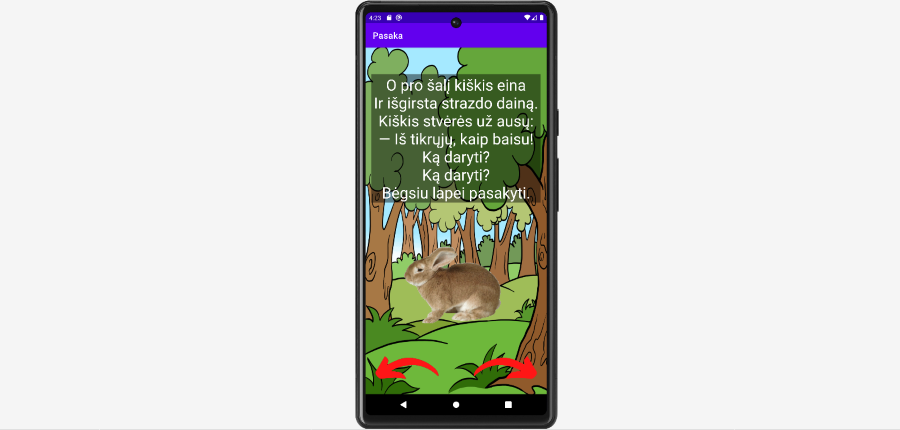 4:23
Pasaka
O pro šalį kiškis eina
Ir išgirsta strazdo dainą.
Kiškis stvėrės už ausų:
— Iš tikrųjų, kaip baisu!
Ką daryti?
Ką daryti?
Bėgsiu lapei pasakyti.